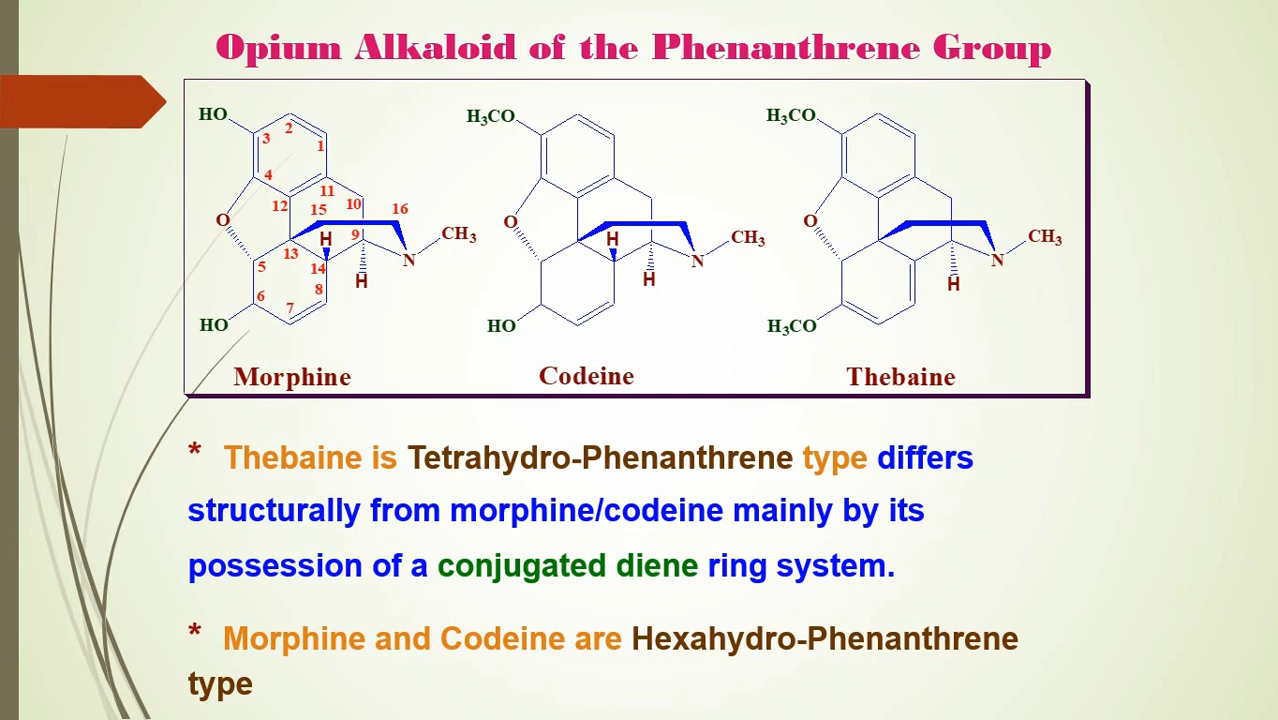 Opium Alkaloid of the Phenanthrene Group
HO
2
3
1
4
11
12
15
10
16
O
H
9
CH3
13
N
5
14
H
6
8
7
HO
Morphine
H3CO
O
H
CH3
N
H
HO
Codeine
H3CO
O
CH3
N
H
H3CO
Thebaine
* Thebaine is Tetrahydro-Phenanthrene type differs
structurally from morphine/codeine mainly by its
possession of a conjugated diene ring system.
* Morphine and Codeine are Hexahydro-Phenanthrene
type